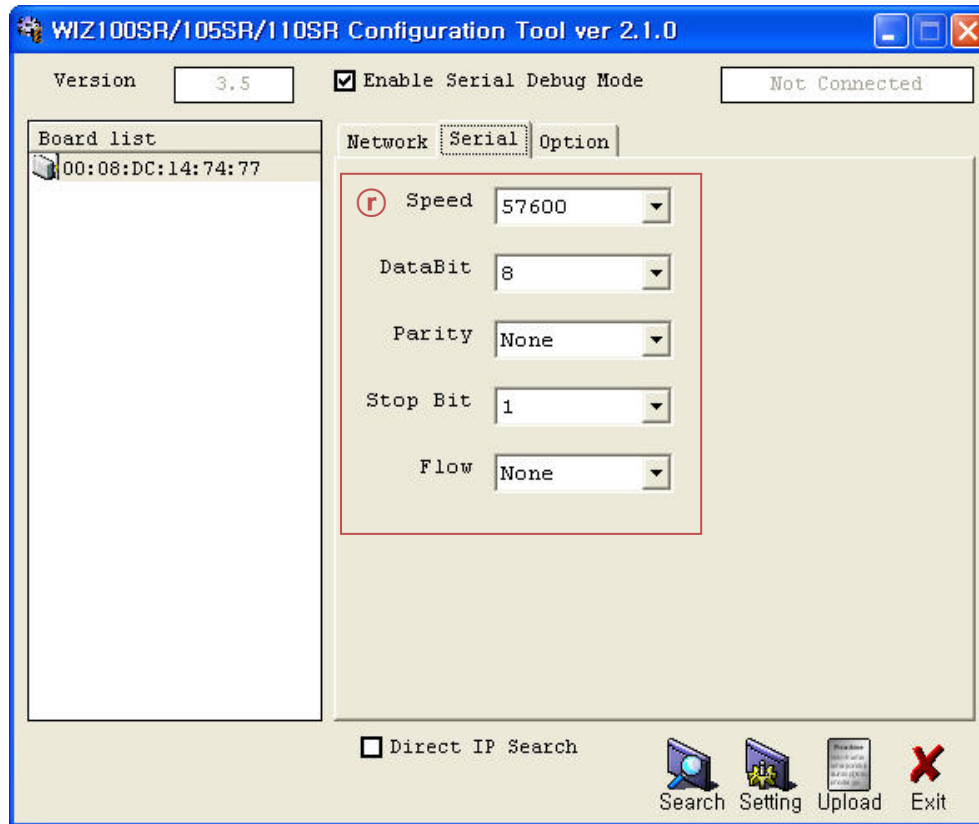 WIZ100SR/105SR/110SR Configuration Tool ver 2.1.0
Version 3.5 Enable Serial Debug Mode Not Connected
Board list
00:08:DC:14:74:77
Network Serial Option
ⓡ Speed 57600
DataBit 8
Parity None
Stop Bit 1
Flow None
Direct IP Search
Search Setting Upload Exit